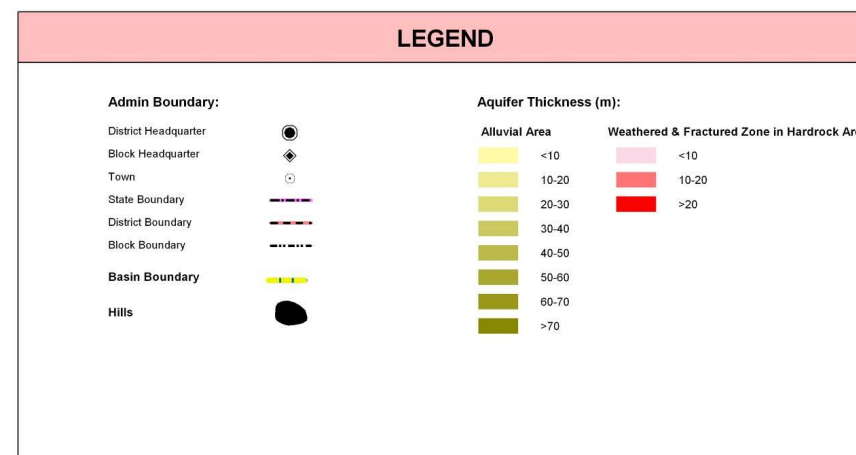 LEGEND
Admin Boundary:
District Headquarter
Block Headquarter
Town
State Boundary
District Boundary
Block Boundary
Basin Boundary
Hills
Aquifer Thickness (m):
Alluvial Area
<10
10-20
20-30
30-40
40-50
50-60
60-70
>70
Weathered & Fractured Zone in Hardrock
<10
10-20
>20